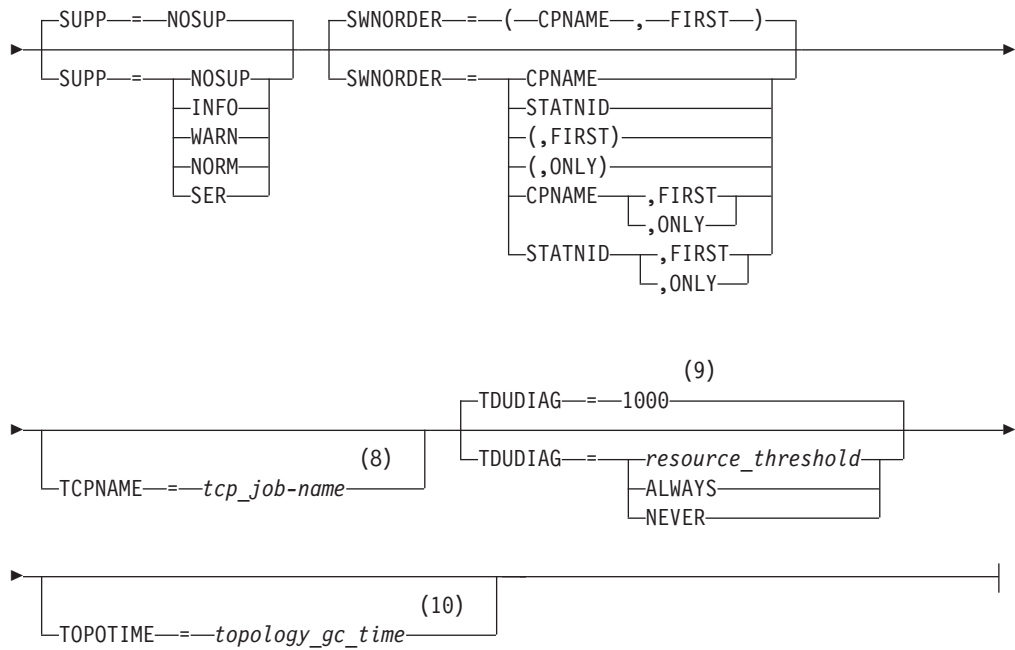 SUPP = NOSUP SWNORDER = ( CPNAME , FIRST )
SUPP = NOSUP SWNORDER = CPNAME
INFO STATNID
WARN (,FIRST)
NORM (,ONLY)
SER CPNAME ,FIRST
,ONLY
STATNID ,FIRST
,ONLY
(9)
TDUDIAG = 1000
(8)
TCPNAME = tcp_job-name TDUDIAG = resource_threshold
ALWAYS
NEVER
(10)
TOPOTIME = topology_gc_time